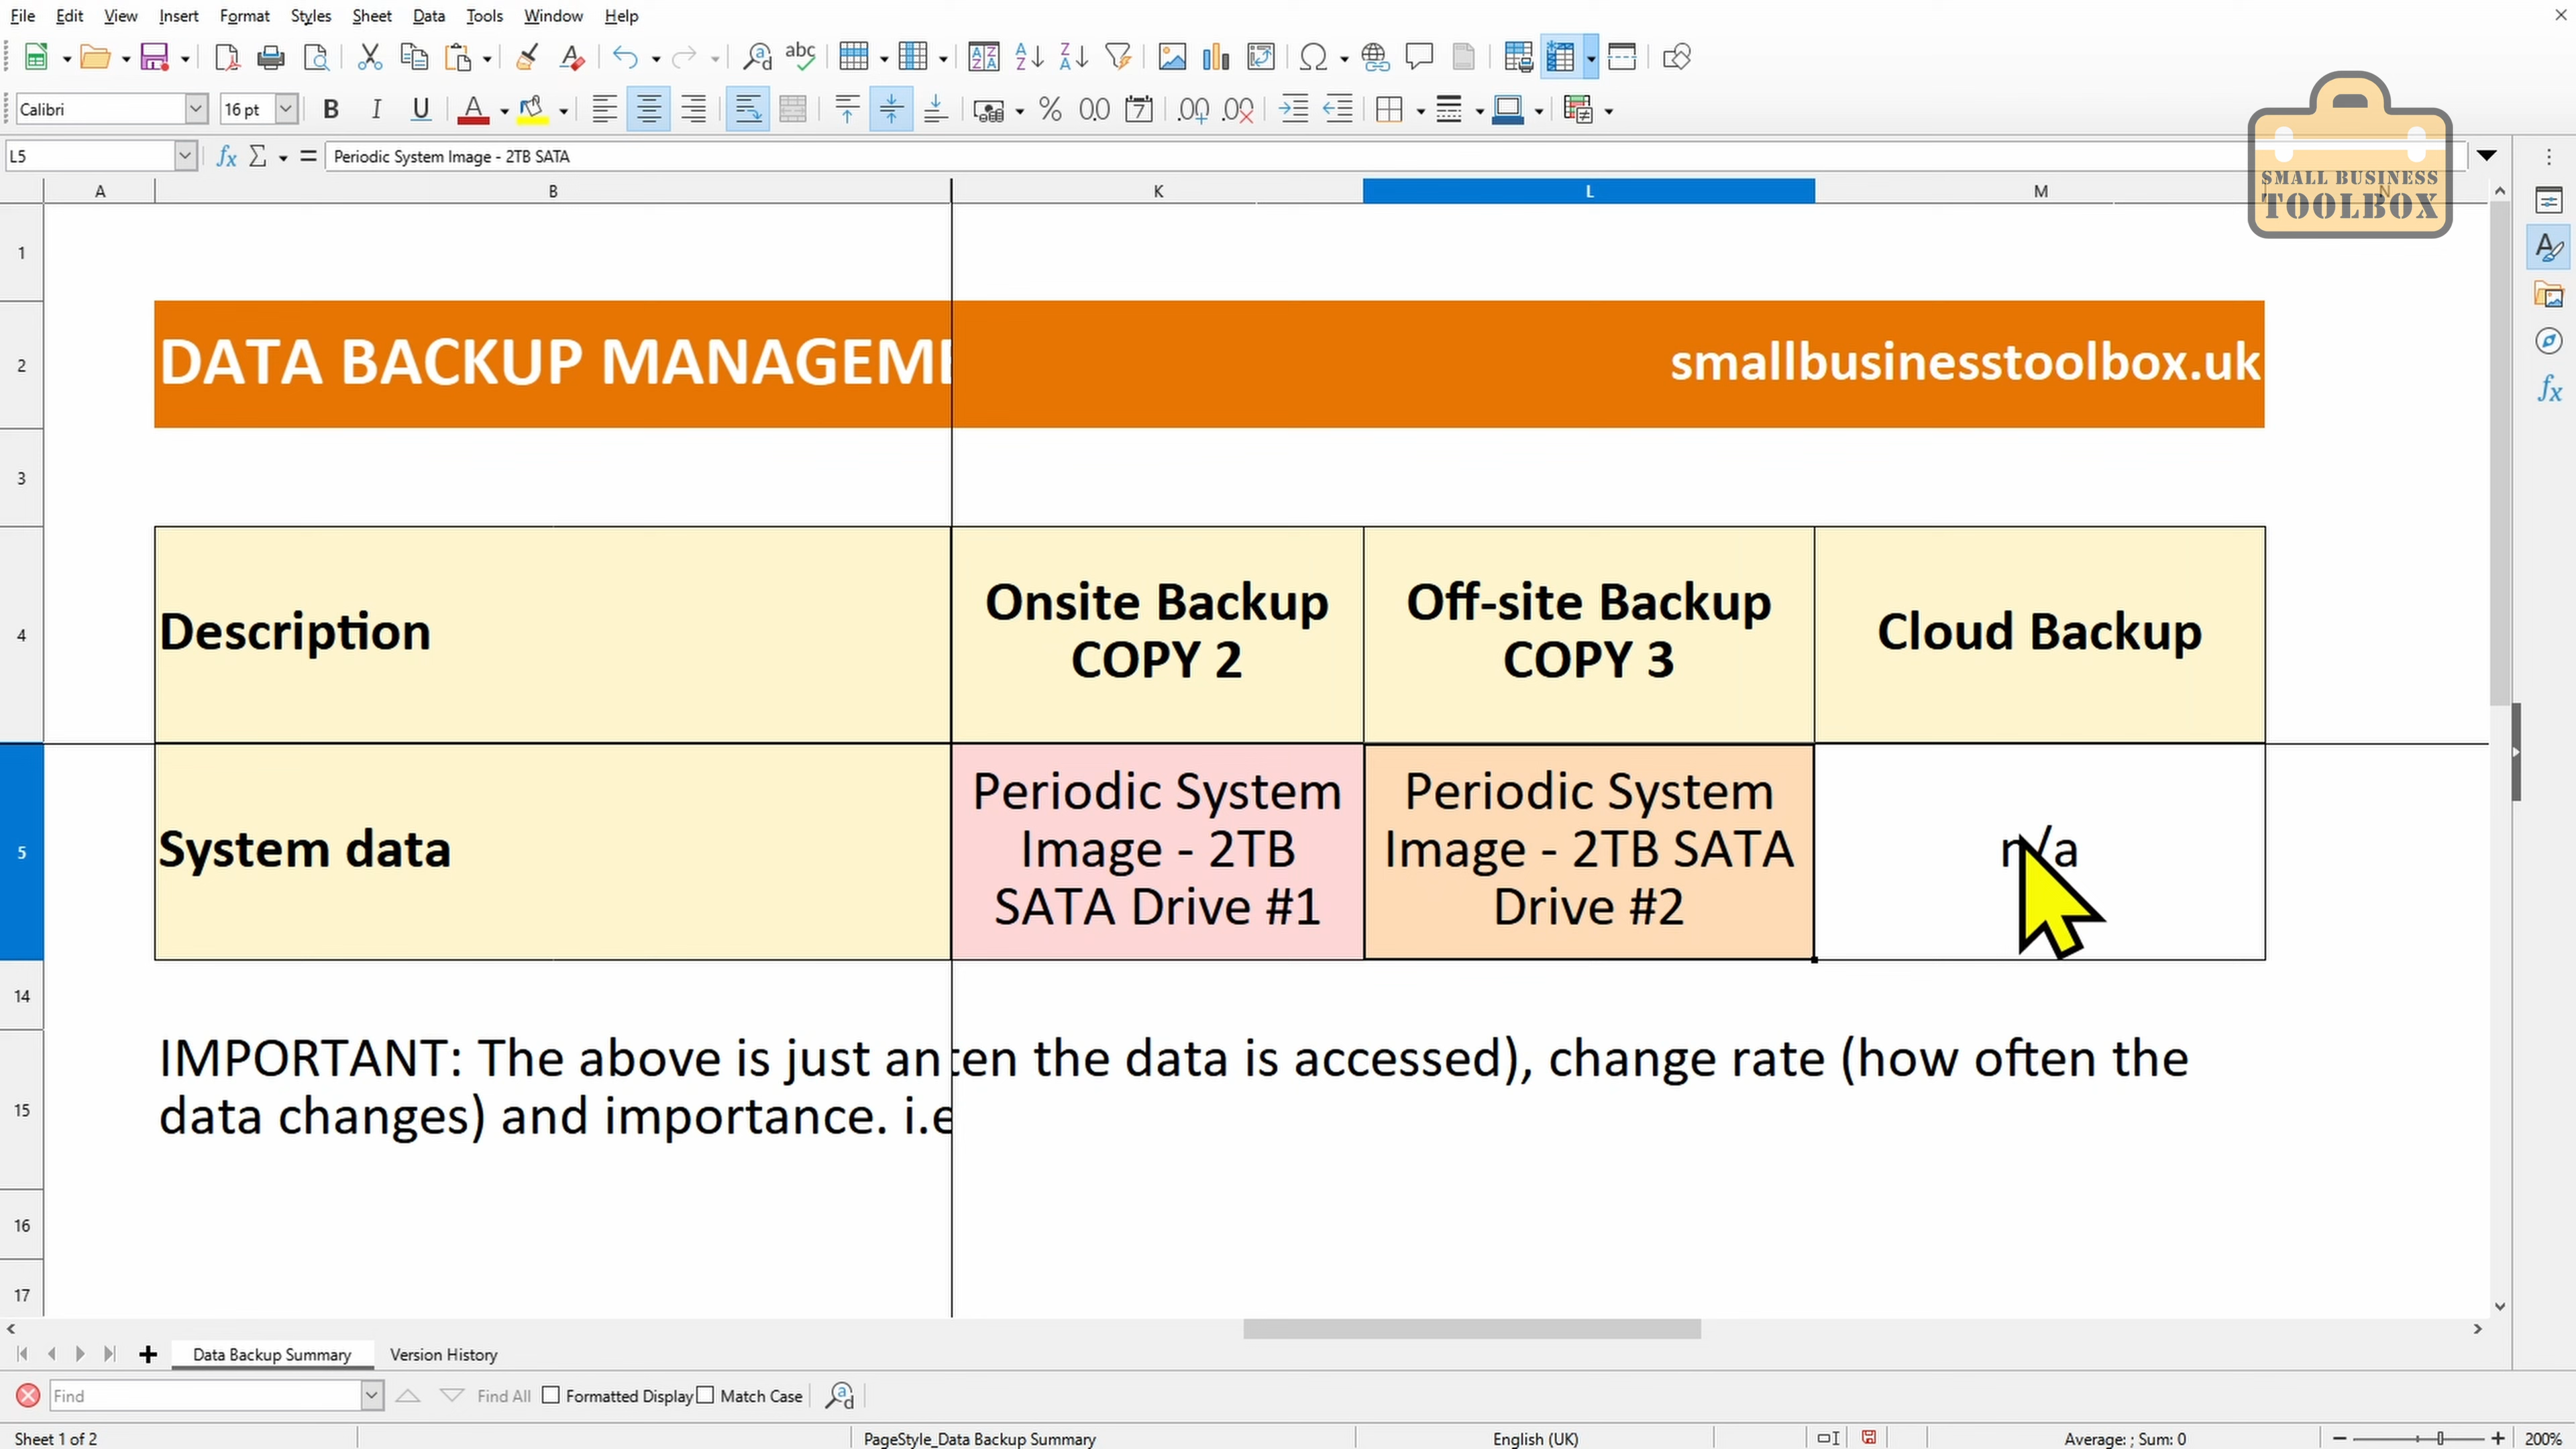 File Edit View Insert Format Styles Sheet Data Tools Window Help
Calibri 16 pt
L5 Periodic System Image - 2TB SATA
A B K L M N
SMALL BUSINESS
TOOLBOX
1
2 DATA BACKUP MANAGEME smallbusinesstoolbox.uk
3
4 Description
Onsite Backup
COPY 2
Off-site Backup
COPY 3
Cloud Backup
5 System data
Periodic System
Image - 2TB
SATA Drive #1
Periodic System
Image - 2TB SATA
Drive #2
n/a
14
15
IMPORTANT: The above is just an ten the data is accessed), change rate (how often the
data changes) and importance. i.e
16
17
Data Backup Summary Version History
Find Find All Formatted Display Match Case
Sheet 1 of 2 PageStyle_Data Backup Summary English (UK) Average: ; Sum: 0 200%